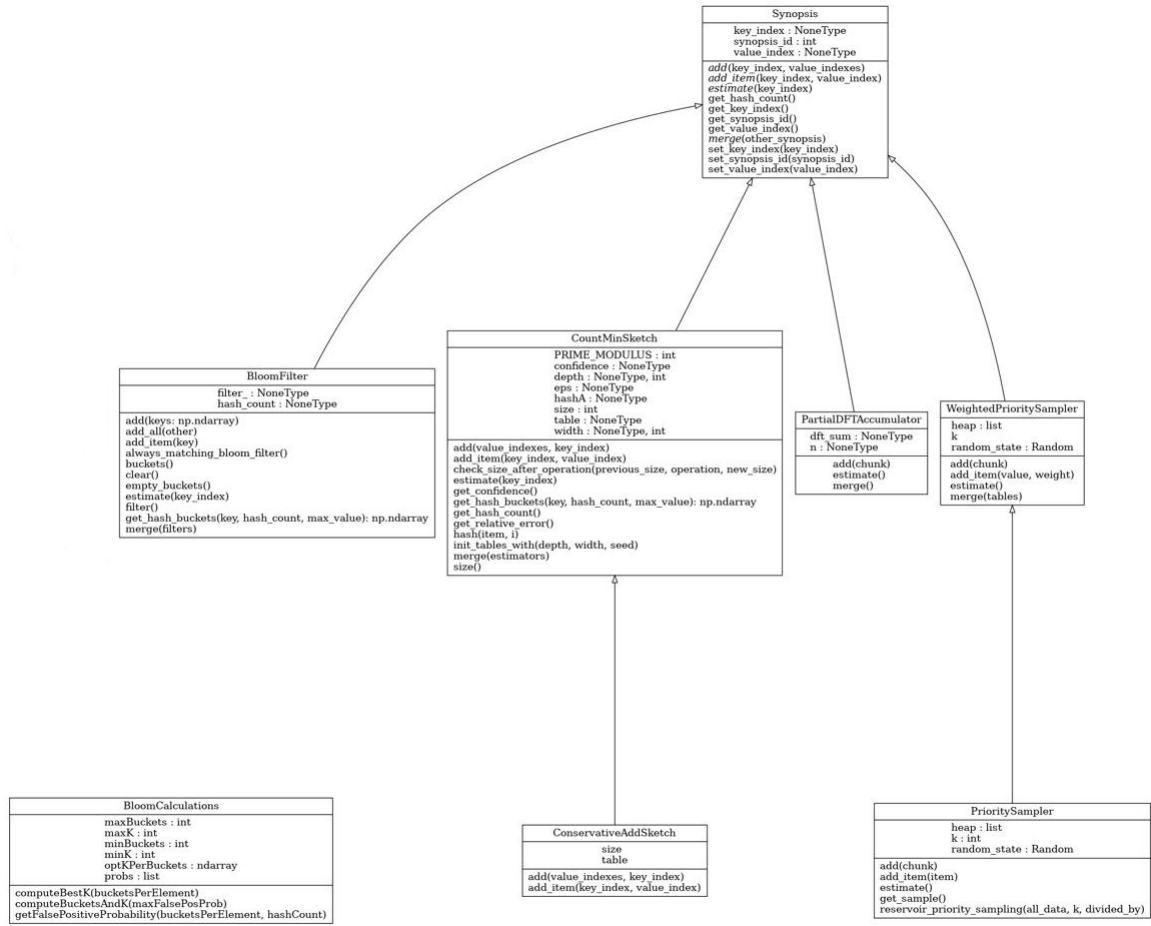 Synopsis
key_index : NoneType
synopsis_id : int
value_index : NoneType
add(key_index, value_indexes)
add_item(key_index, value_index)
estimate(key_index)
get_hash_count()
get_key_index()
get_synopsis_id()
get_value_index()
merge(other_synopsis)
set_key_index(key_index)
set_synopsis_id(synopsis_id)
set_value_index(value_index)
BloomFilter
filter_ : NoneType
hash_count : NoneType
add(keys: np.ndarray)
add_all(other)
add_item(key)
always_matching_bloom_filter()
buckets()
clear()
empty_buckets()
estimate(key_index)
filter()
get_hash_buckets(key, hash_count, max_value): np.ndarray
merge(filters)
CountMinSketch
PRIME_MODULUS : int
confidence : NoneType
depth : NoneType, int
eps : NoneType
hashA : NoneType
size : int
table : NoneType
width : NoneType, int
add(value_indexes, key_index)
add_item(key_index, value_index)
check_size_after_operation(previous_size, operation, new_size)
estimate(key_index)
get_confidence()
get_hash_buckets(key, hash_count, max_value): np.ndarray
get_hash_count()
get_relative_error()
hash(item, i)
init_tables_with(depth, width, seed)
merge(estimators)
size()
PartialDFTAccumulator
dft_sum : NoneType
n : NoneType
add(chunk)
estimate()
merge()
WeightedPrioritySampler
heap : list
k
random_state : Random
add(chunk)
add_item(value, weight)
estimate()
merge(tables)
BloomCalculations
maxBuckets : int
maxK : int
minBuckets : int
minK : int
optKPerBuckets : ndarray
probs : list
computeBestK(bucketsPerElement)
computeBucketsAndK(maxFalsePosProb)
getFalsePositiveProbability(bucketsPerElement, hashCount)
ConservativeAddSketch
size
table
add(value_indexes, key_index)
add_item(key_index, value_index)
PrioritySampler
heap : list
k : int
random_state : Random
add(chunk)
add_item(item)
estimate()
get_sample()
reservoir_priority_sampling(all_data, k, divided_by)